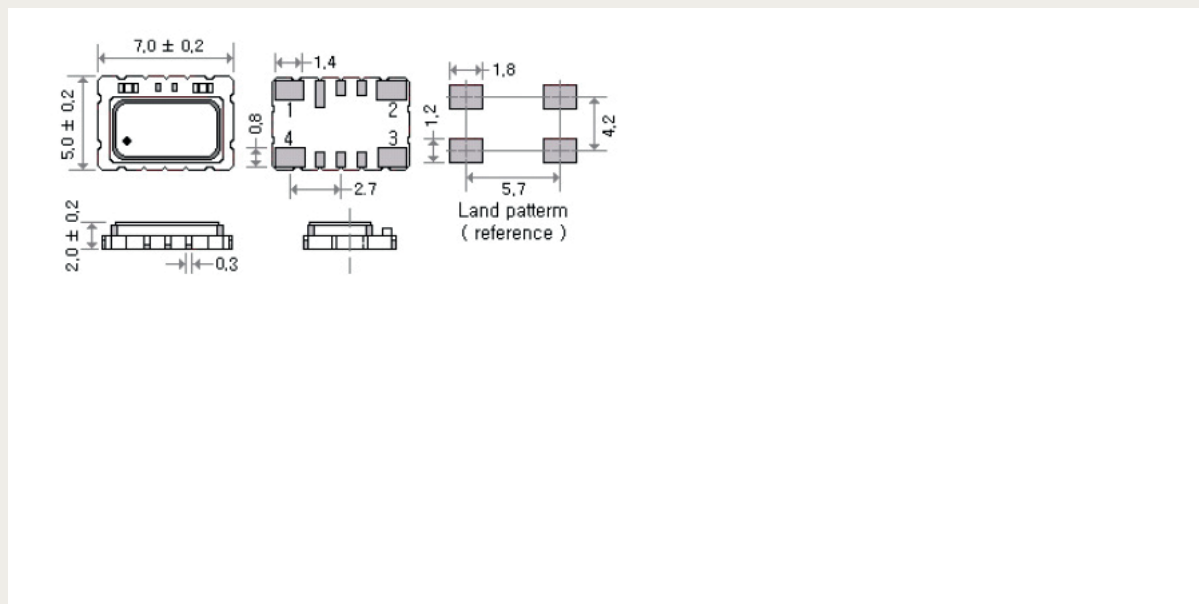 7,0 ± 0,2
5,0 ± 0,2
1,4
0,8
1
2
4
3
2.7
1,8
1,2
4,2
5,7
Land patterm
( reference )
2,0 ± 0,2
0,3